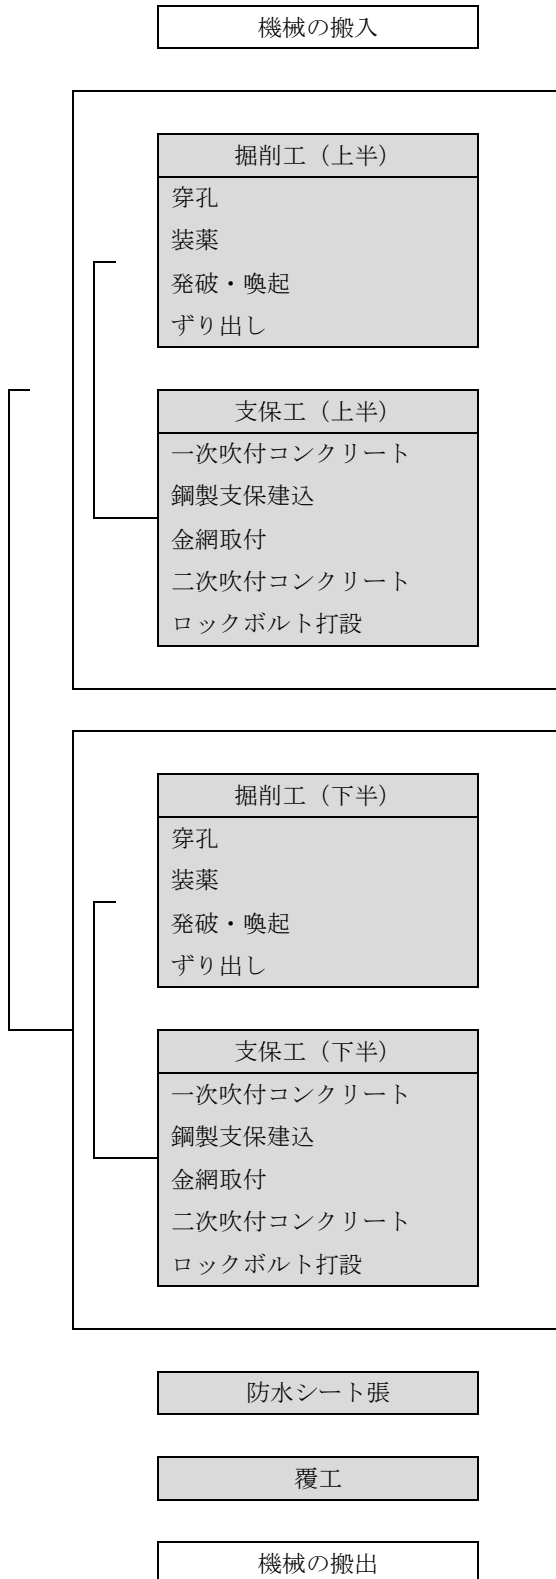 機械の搬入
掘削工（上半）
穿孔
装薬
発破・喚起
ずり出し
支保工（上半）
一次吹付コンクリート
鋼製支保建込
金網取付
二次吹付コンクリート
ロックボルト打設
掘削工（下半）
穿孔
装薬
発破・喚起
ずり出し
支保工（下半）
一次吹付コンクリート
鋼製支保建込
金網取付
二次吹付コンクリート
ロックボルト打設
防水シート張
覆工
機械の搬出